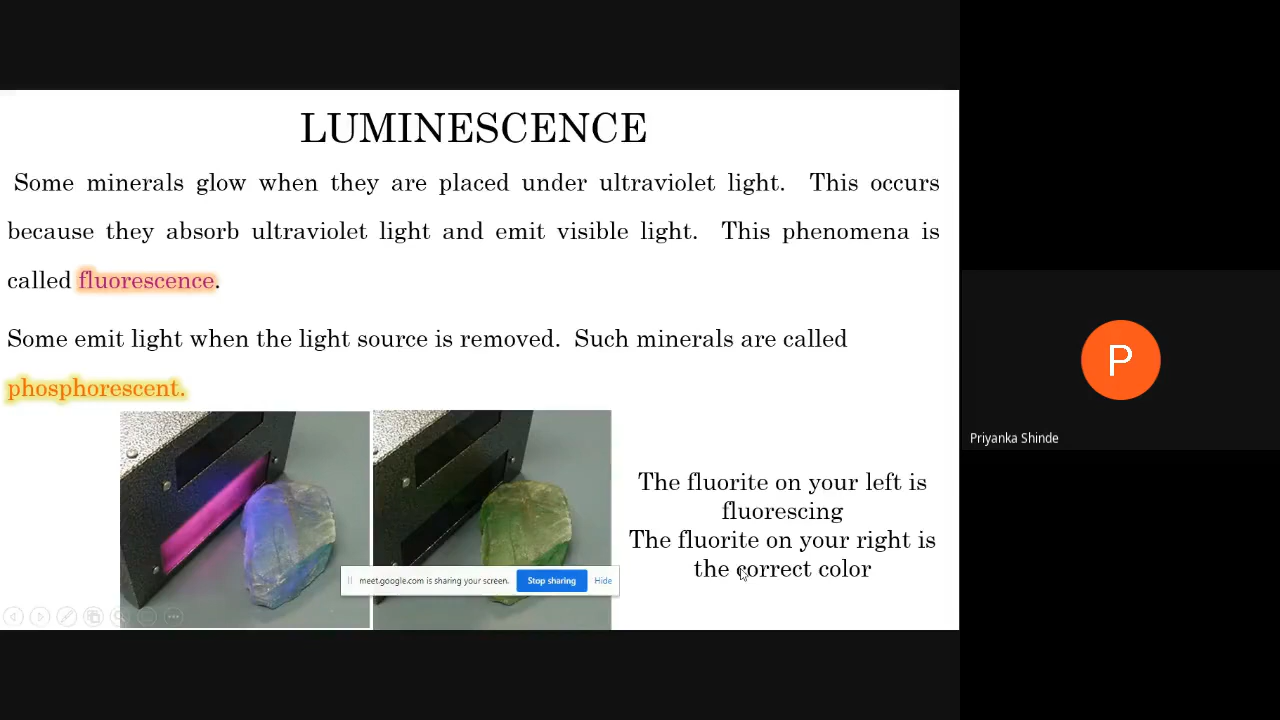 LUMINESCENCE
Some minerals glow when they are placed under ultraviolet light. This occurs
because they absorb ultraviolet light and emit visible light. This phenomena is
called fluorescence.
Some emit light when the light source is removed. Such minerals are called
phosphorescent.
The fluorite on your left is
fluorescing
The fluorite on your right is
the correct color
meet.google.com is sharing your screen. Stop sharing Hide
P
Priyanka Shinde